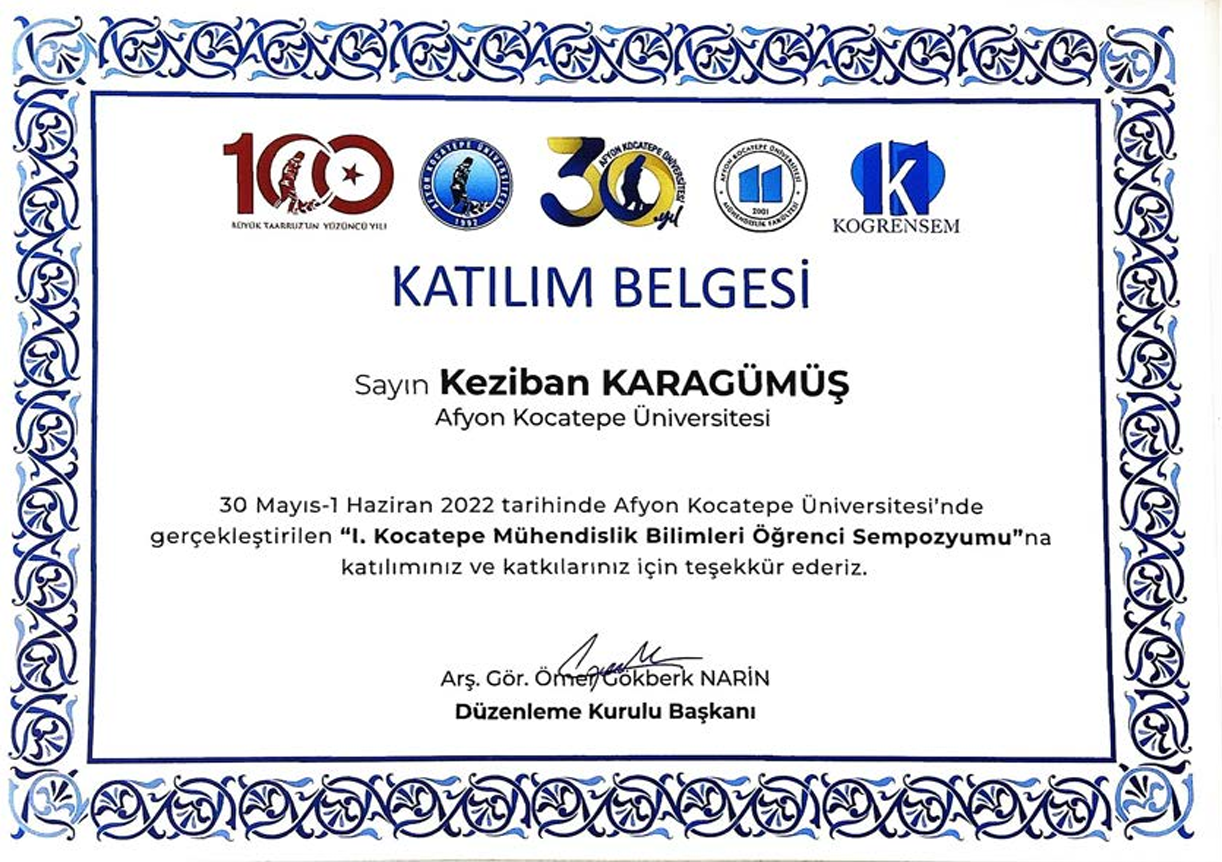 100
BÜYÜK TAARRUZ'UN YÜZÜNCÜ YILI
AFYON KOCATEPE ÜNİVERSİTESİ
1992
30.yıl
AFYON KOCATEPE ÜNİVERSİTESİ
AFYON KOCATEPE ÜNİVERSİTESİ
2001
MÜHENDİSLİK FAKÜLTESİ
K
KOGRENSEM
KATILIM BELGESİ
Sayın Keziban KARAGÜMÜŞ
Afyon Kocatepe Üniversitesi
30 Mayıs-1 Haziran 2022 tarihinde Afyon Kocatepe Üniversitesi'nde
gerçekleştirilen “I. Kocatepe Mühendislik Bilimleri Öğrenci Sempozyumu”na
katılımınız ve katkılarınız için teşekkür ederiz.
Arş. Gör. Ömer Gökberk NARİN
Düzenleme Kurulu Başkanı